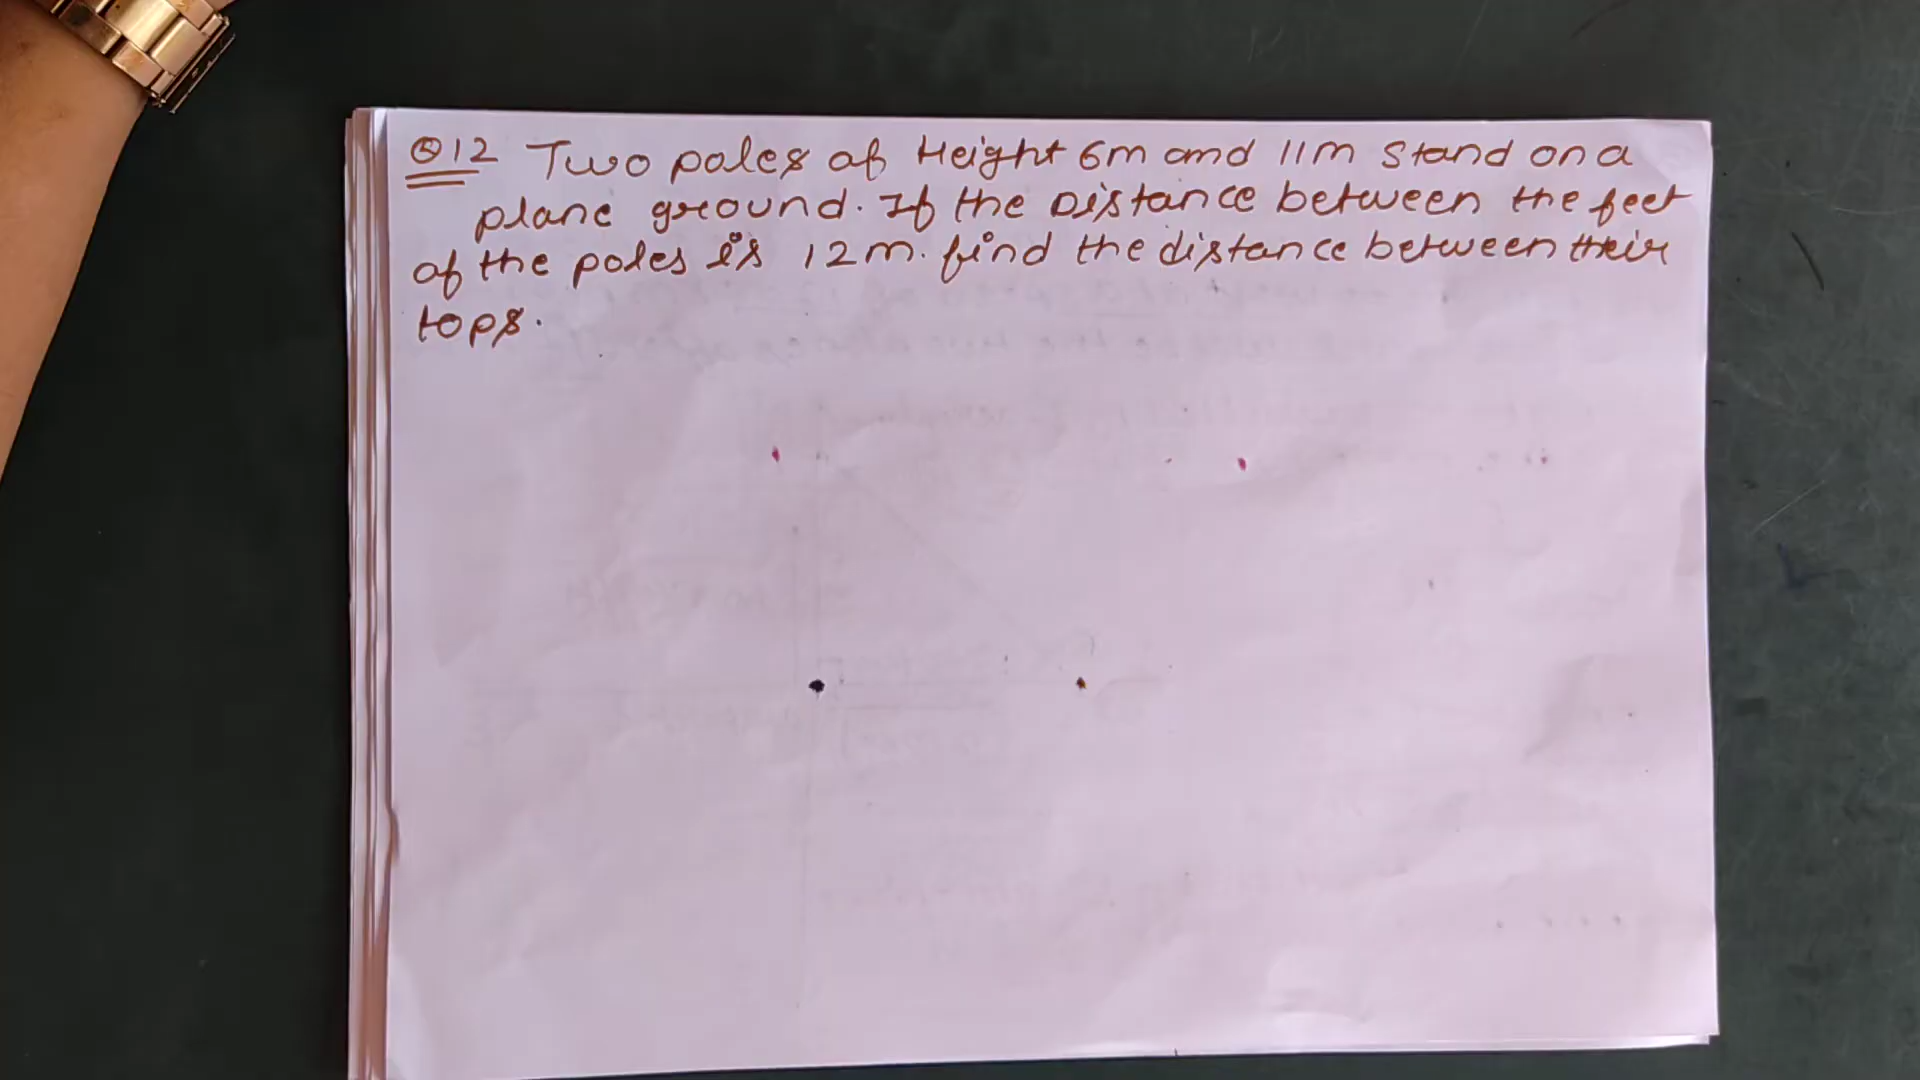 Q12 Two poles of Height 6m and 11m stand on a
plane ground. If the Distance between the feet
of the poles is 12m. find the distance between their
tops.